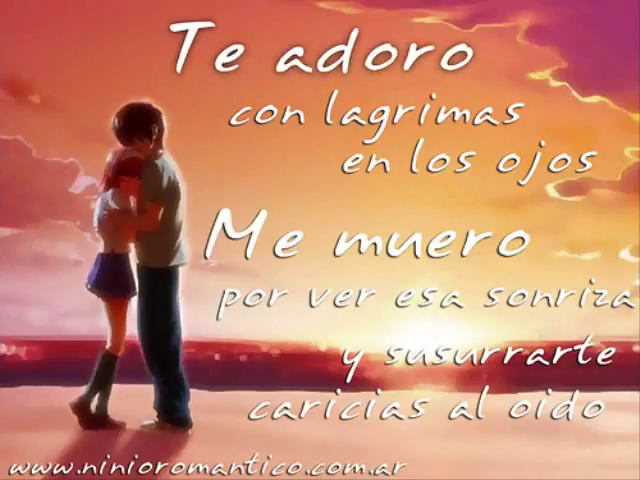 Te adoro
con lagrimas
en los ojos
Me muero
por ver esa sonriza
y susurrarte
caricias al oido
www.ninioromantico.com.ar